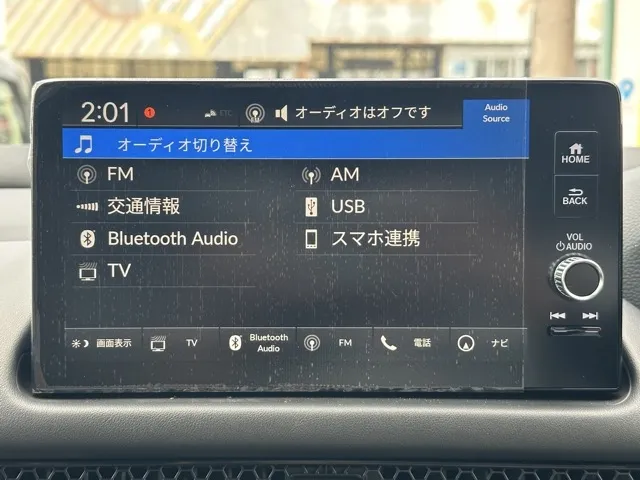 2:01
1
ETC
オーディオはオフです
Audio
Source
オーディオ切り替え
FM
AM
交通情報
USB
Bluetooth Audio
スマホ連携
TV
画面表示
TV
Bluetooth
Audio
FM
電話
ナビ
HOME
BACK
VOL
AUDIO